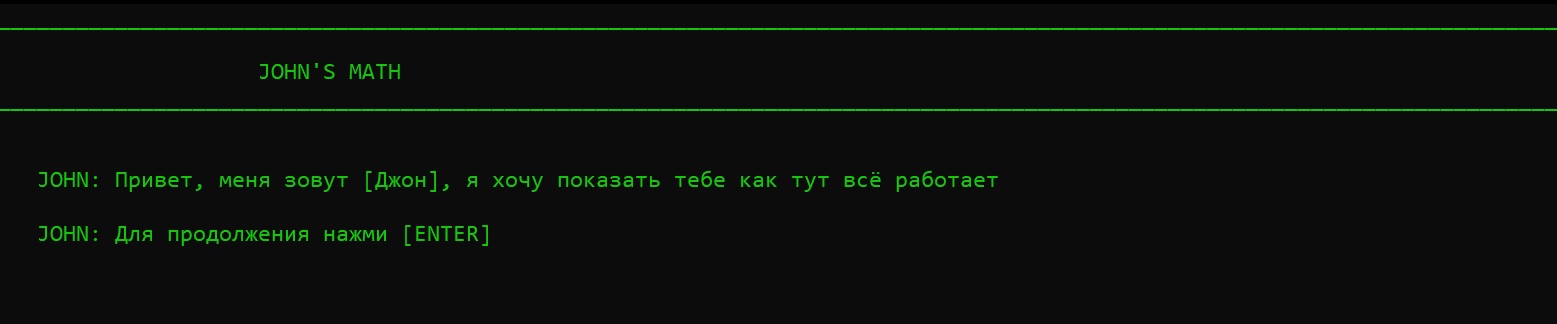 JOHN'S MATH
JOHN: Привет, меня зовут [Джон], я хочу показать тебе как тут всё работает
JOHN: Для продолжения нажми [ENTER]